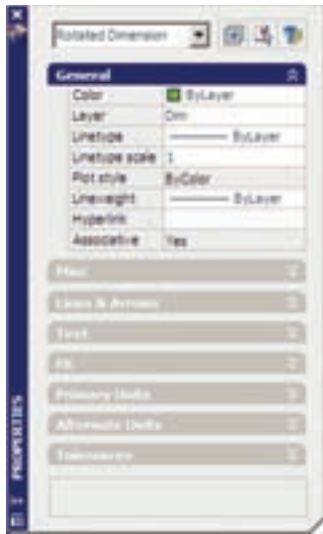 Rotated Dimension
General
Color ByLayer
Layer Dim
Linetype ByLayer
Linetype scale 1
Plot style ByColor
Lineweight ByLayer
Hyperlink
Associative Yes
Misc
Lines & Arrows
Text
Fit
Primary Units
Alternate Units
Tolerances
PROPERTIES